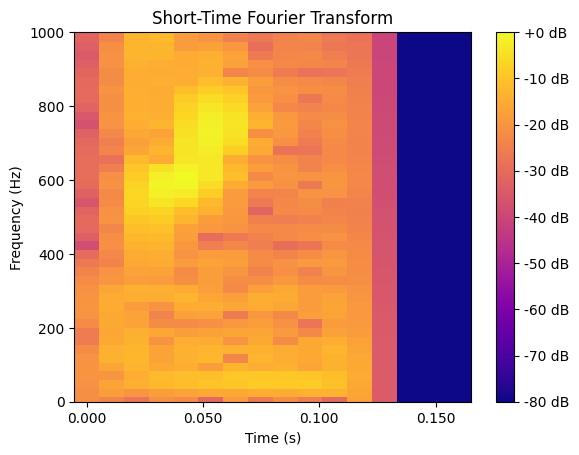 Short-Time Fourier Transform
Frequency (Hz)
1000
800
600
400
200
0
0.000 0.050 0.100 0.150
Time (s)
+0 dB
-10 dB
-20 dB
-30 dB
-40 dB
-50 dB
-60 dB
-70 dB
-80 dB